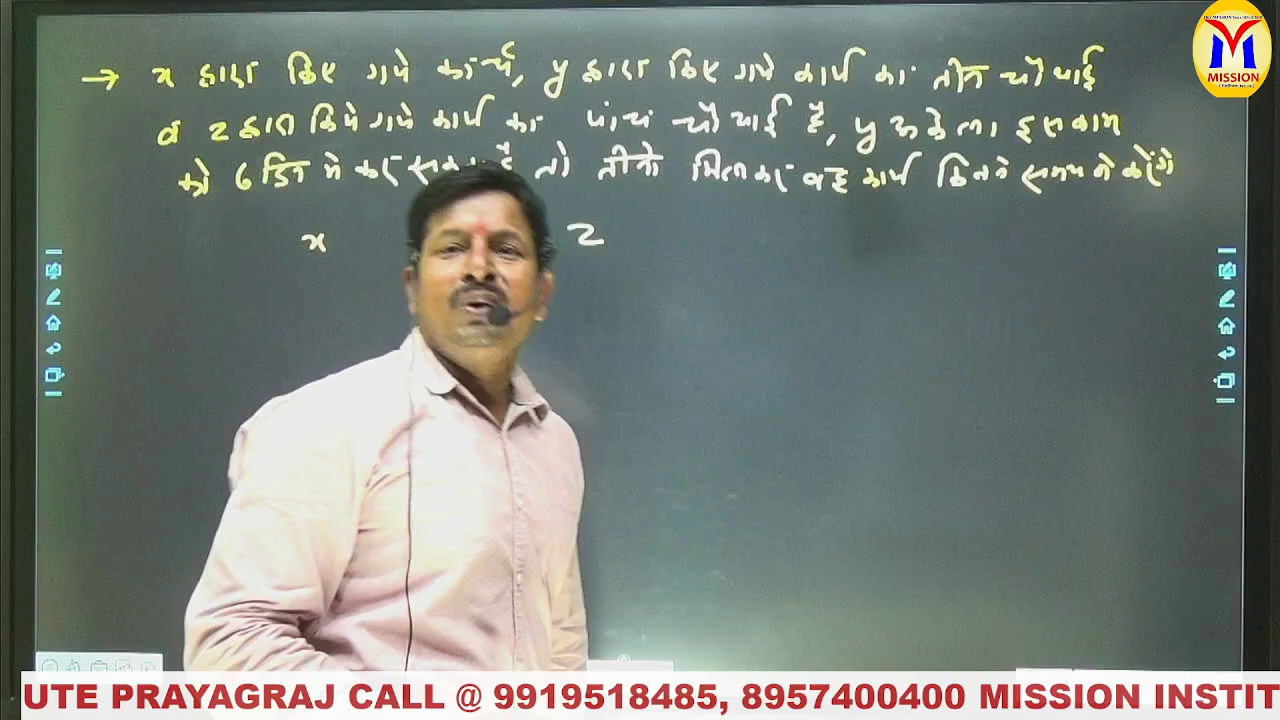 → x द्वारा किए गये कार्य, y द्वारा किए गये कार्य का तीन चौथाई
व z द्वारा किये गये कार्य का पांच चौथाई है, y अकेला इस काम
को 6 दिन मे कर सकता है तो तीनो मिलकर वह कार्य कितने समय मे करेंगे
x z
MISSION
UTE PRAYAGRAJ CALL @ 9919518485, 8957400400 MISSION INSTIT